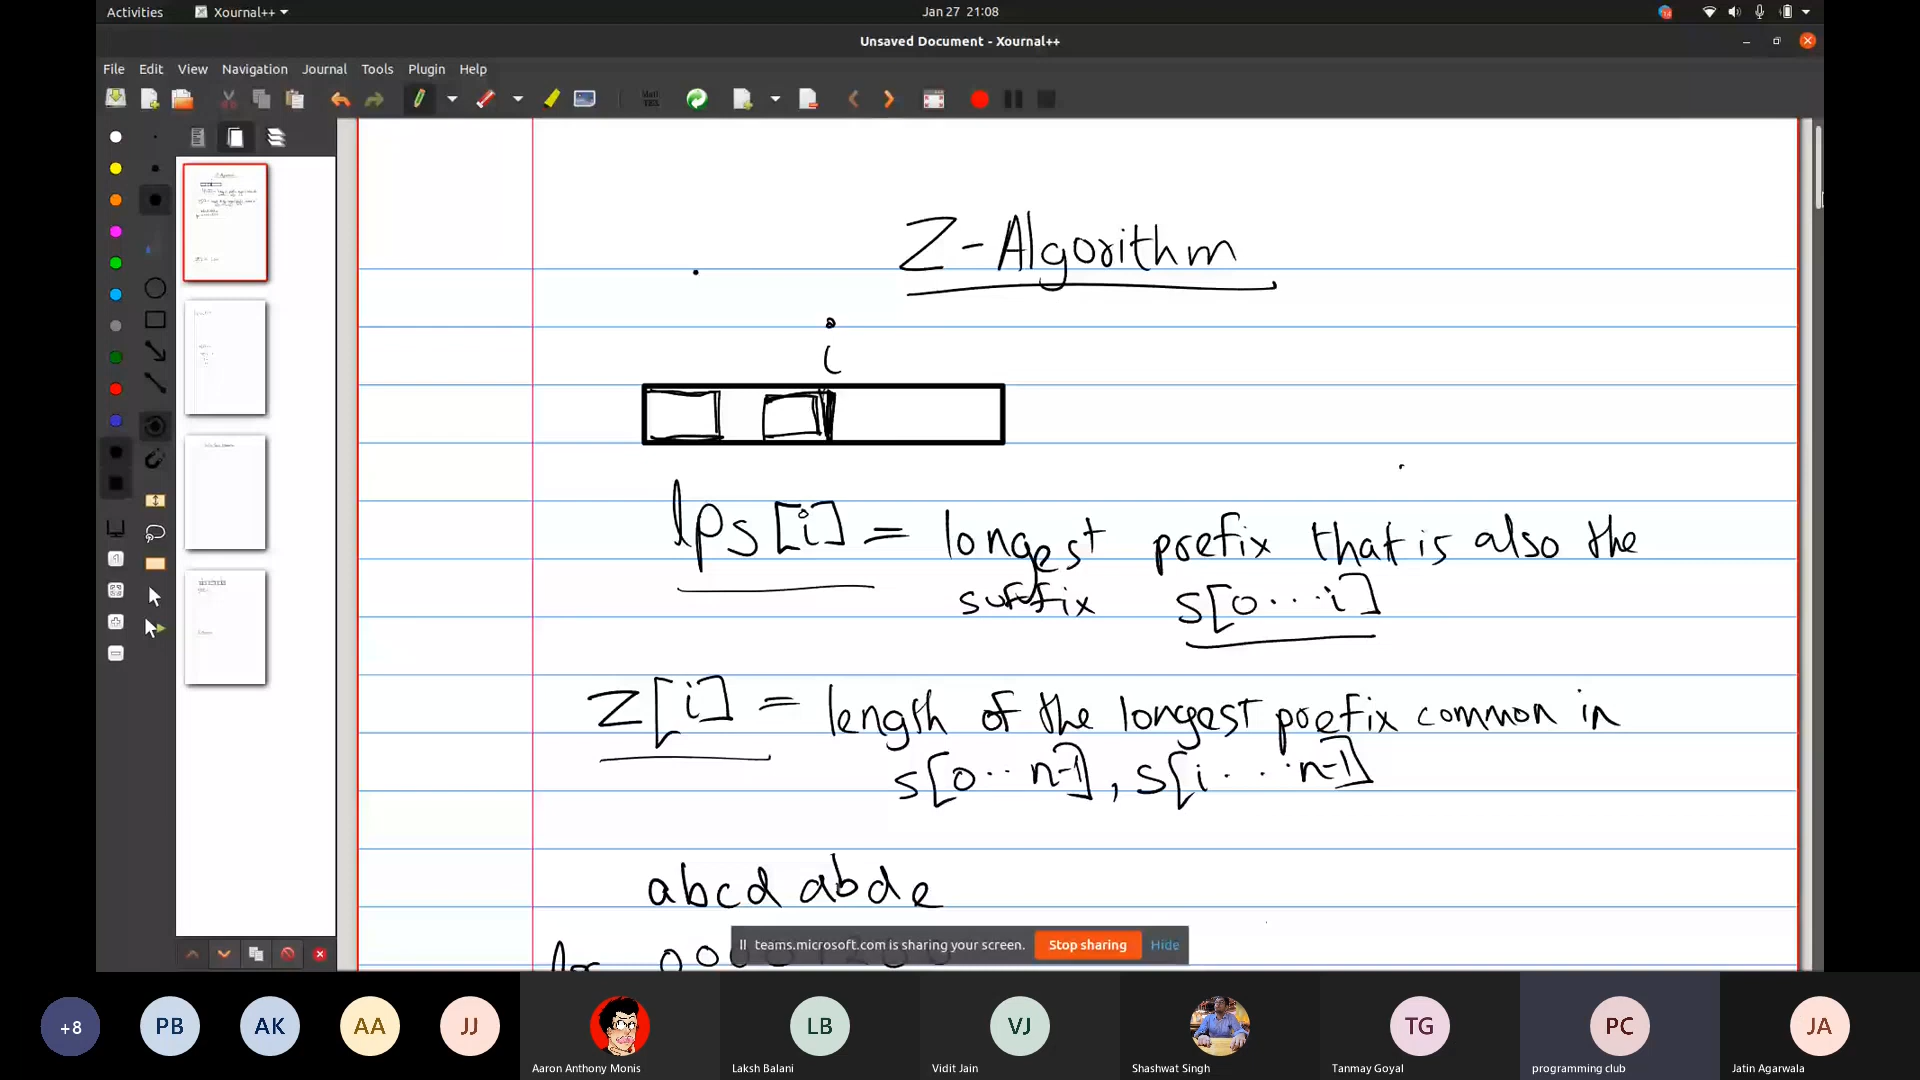 Activities Xournal++ Jan 27 21:08
Unsaved Document - Xournal++
File Edit View Navigation Journal Tools Plugin Help
Z-Algorithm
i
lps[i] = longest prefix that is also the
suffix s[0...i]
Z[i] = length of the longest prefix common in
s[0..n-1], s[i...n-1]
abcd abde
teams.microsoft.com is sharing your screen. Stop sharing Hide
+8 PB AK AA JJ LB VJ TG PC JA
Aaron Anthony Monis Laksh Balani Vidit Jain Shashwat Singh Tanmay Goyal programming club Jatin Agarwala